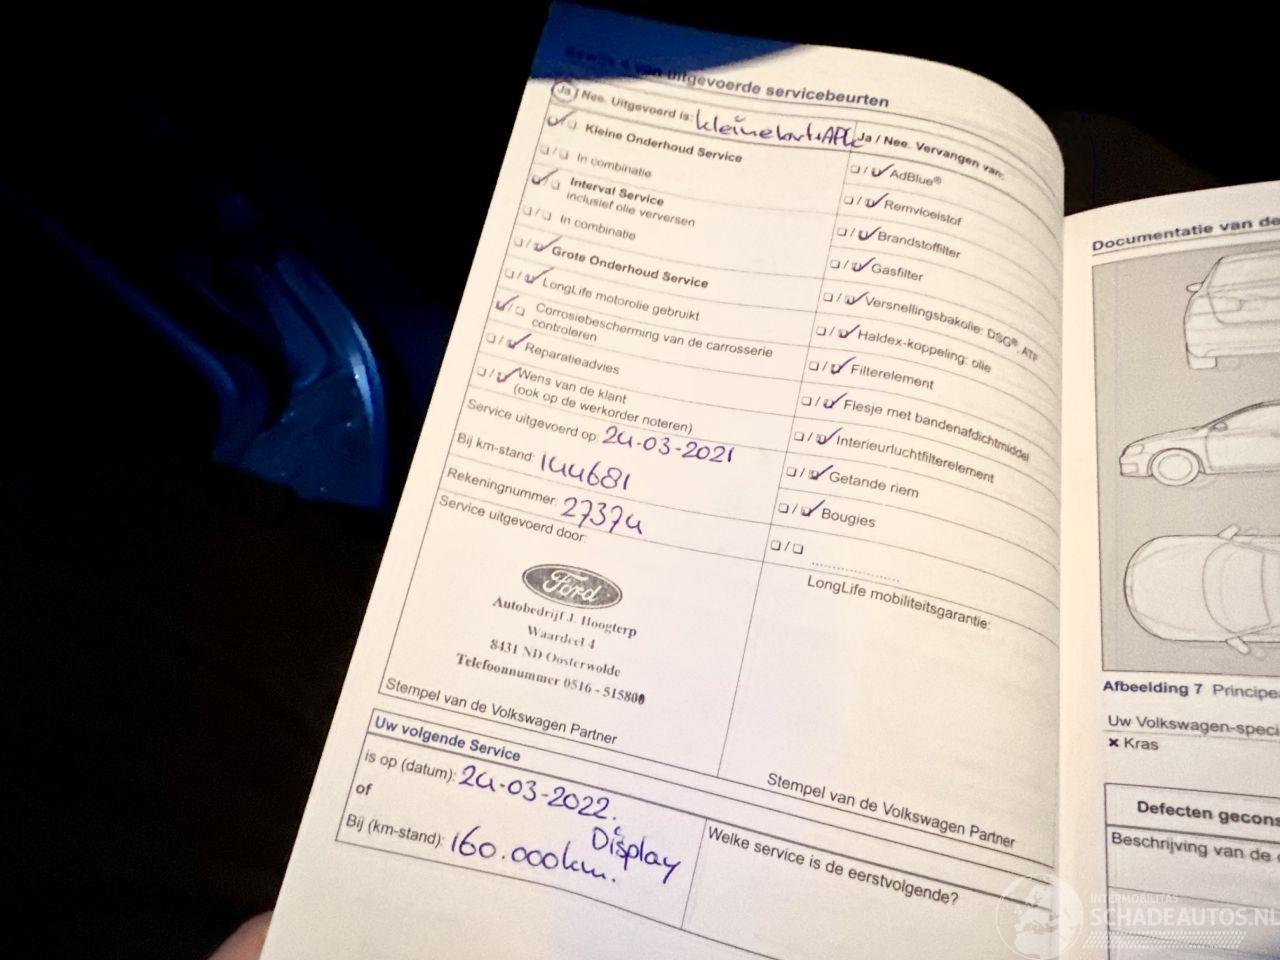 van uitgevoerde servicebeurten
Ja / Nee. Uitgevoerd is: kleine beurt + APK
Kleine Onderhoud Service
In combinatie
Interval Service
inclusief olie verversen
In combinatie
Grote Onderhoud Service
LongLife motorolie gebruikt
Corrosiebescherming van de carrosserie
controleren
Reparatieadvies
Wens van de klant
(ook op de werkorder noteren)
Service uitgevoerd op: 24-03-2021
Bij km-stand: 144681
Rekeningnummer: 27374
Service uitgevoerd door:
Ford
Autobedrijf J. Hoogterp
Waardeel 4
8431 ND Oosterwolde
Telefoonnummer 0516 - 515800
Stempel van de Volkswagen Partner
Ja / Nee. Vervangen van:
AdBlue®
Remvloeistof
Brandstoffilter
Gasfilter
Versnellingsbakolie: DSG®, ATF
Haldex-koppeling: olie
Filterelement
Flesje met bandenafdichtmiddel
Interieurluchtfilterelement
Getande riem
Bougies
LongLife mobiliteitsgarantie:
Stempel van de Volkswagen Partner
Uw volgende Service
is op (datum): 24-03-2022.
of
Display
Bij (km-stand): 160.000km.
Welke service is de eerstvolgende?
Documentatie van de
Afbeelding 7 Principe
Uw Volkswagen-speci
× Kras
Defecten gecons
Beschrijving van de
INTERMOBILITAS
SCHADEAUTOS.NL